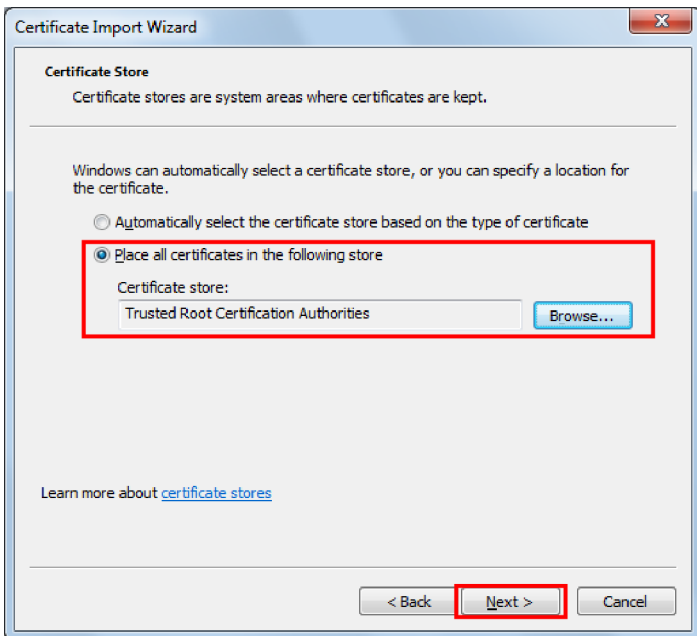 Certificate Import Wizard
Certificate Store
Certificate stores are system areas where certificates are kept.
Windows can automatically select a certificate store, or you can specify a location for
the certificate.
Automatically select the certificate store based on the type of certificate
Place all certificates in the following store
Certificate store:
Trusted Root Certification Authorities
Browse...
Learn more about certificate stores
< Back Next > Cancel